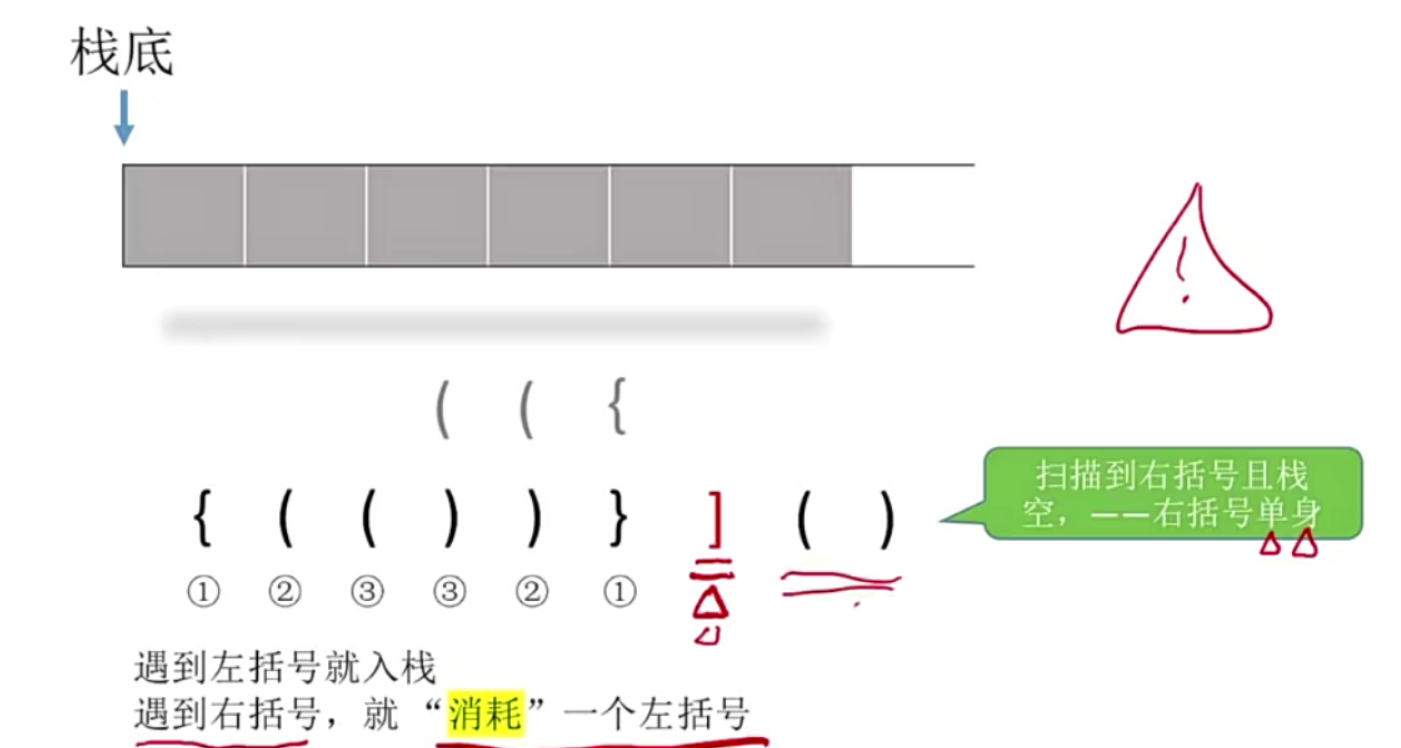 栈底
( ( {
{ ( ( ) ) } ] ( )
① ② ③ ③ ② ①
扫描到右括号且栈
空，——右括号单身
遇到左括号就入栈
遇到右括号，就“消耗”一个左括号